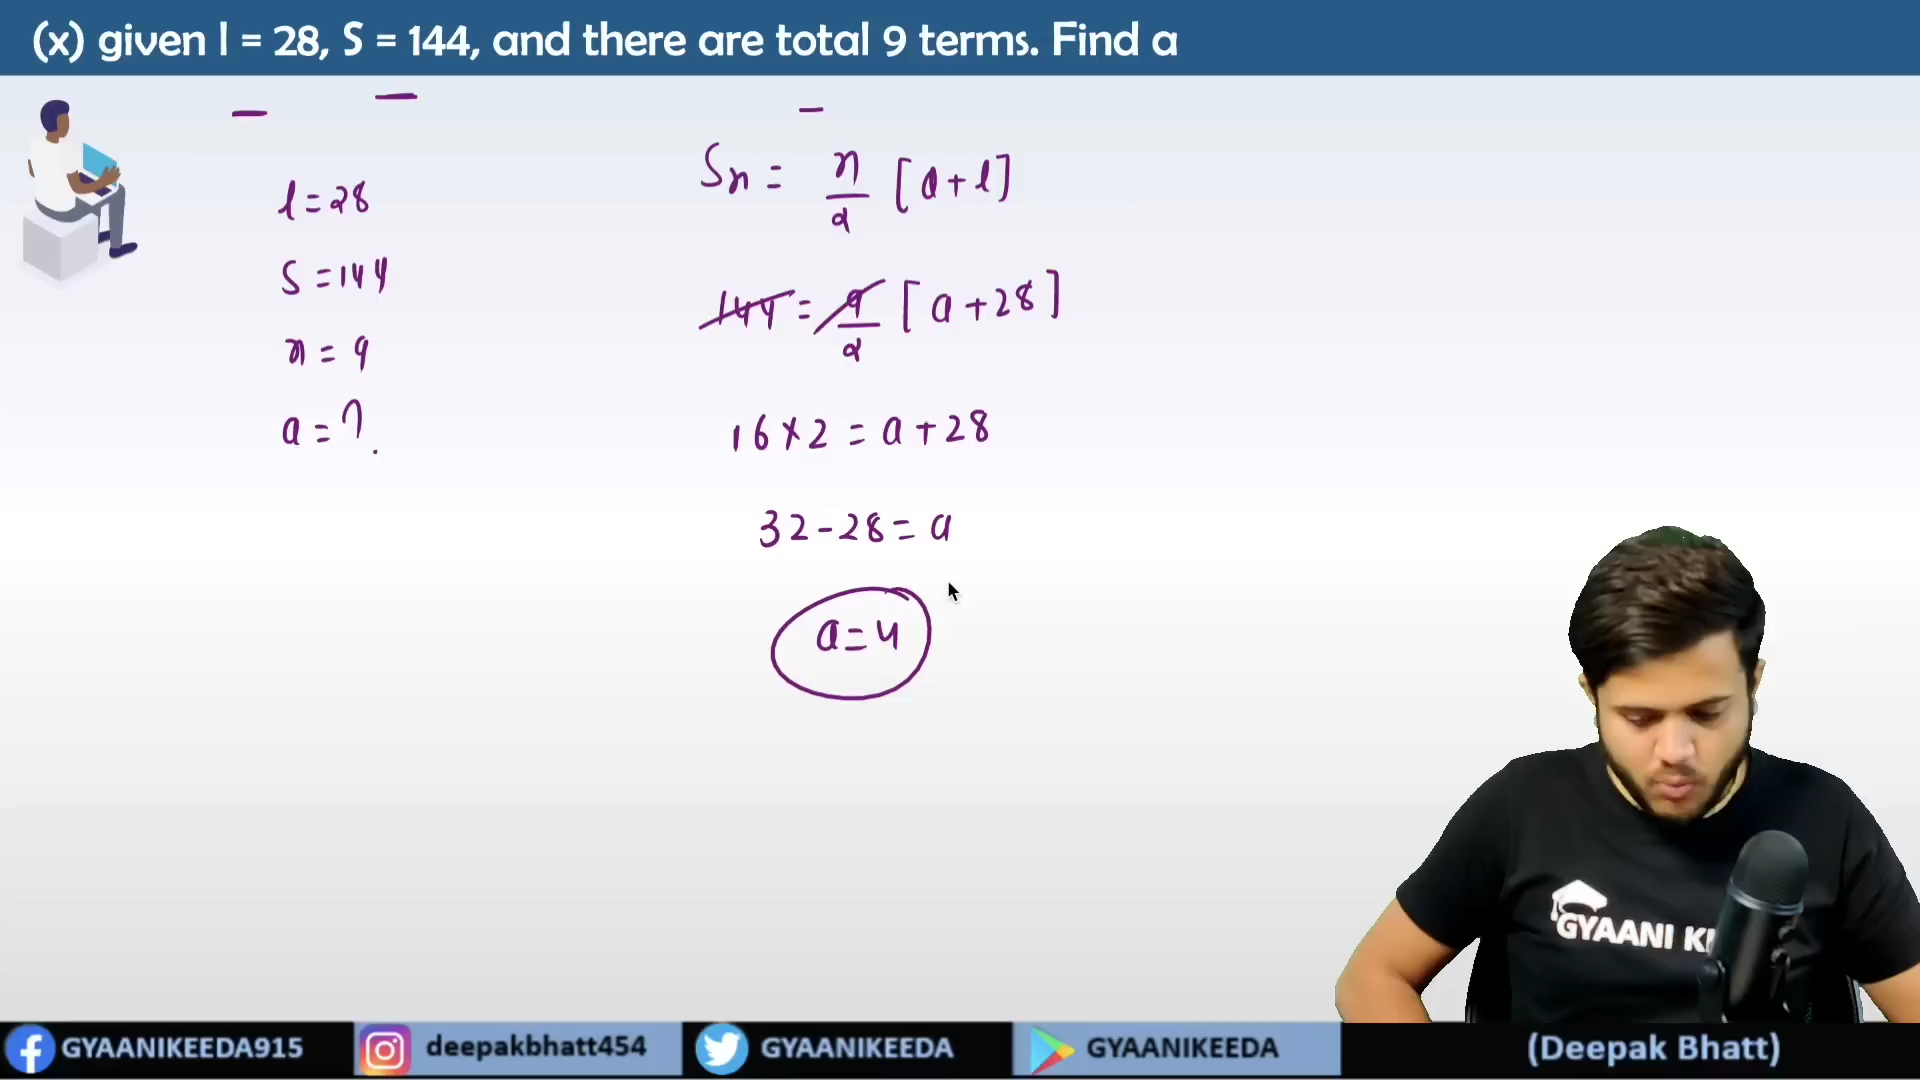 (x) given l = 28, S = 144, and there are total 9 terms. Find a
l = 28
S = 144
n = 9
a = ?
Sn = n/2 [a+l]
144 = 9/2 [a+28]
16×2 = a+28
32-28 = a
a=4
GYAANI K
GYAANIKEEDA915
deepakbhatt454
GYAANIKEEDA
GYAANIKEEDA
(Deepak Bhatt)